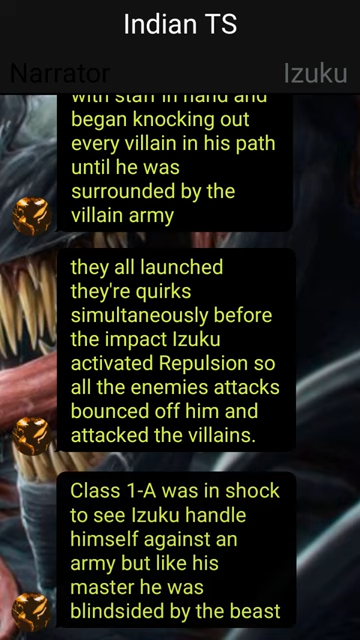 Indian TS
Narrator
Izuku
with staff in hand and
began knocking out
every villain in his path
until he was
surrounded by the
villain army
they all launched
they're quirks
simultaneously before
the impact Izuku
activated Repulsion so
all the enemies attacks
bounced off him and
attacked the villains.
Class 1-A was in shock
to see Izuku handle
himself against an
army but like his
master he was
blindsided by the beast